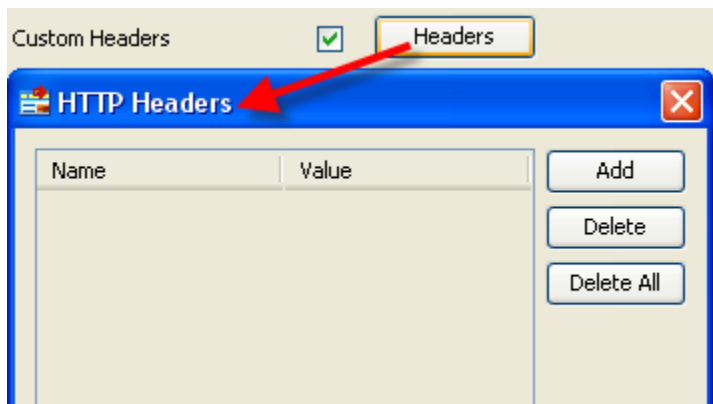 Custom Headers Headers
HTTP Headers
Name Value Add
Delete
Delete All